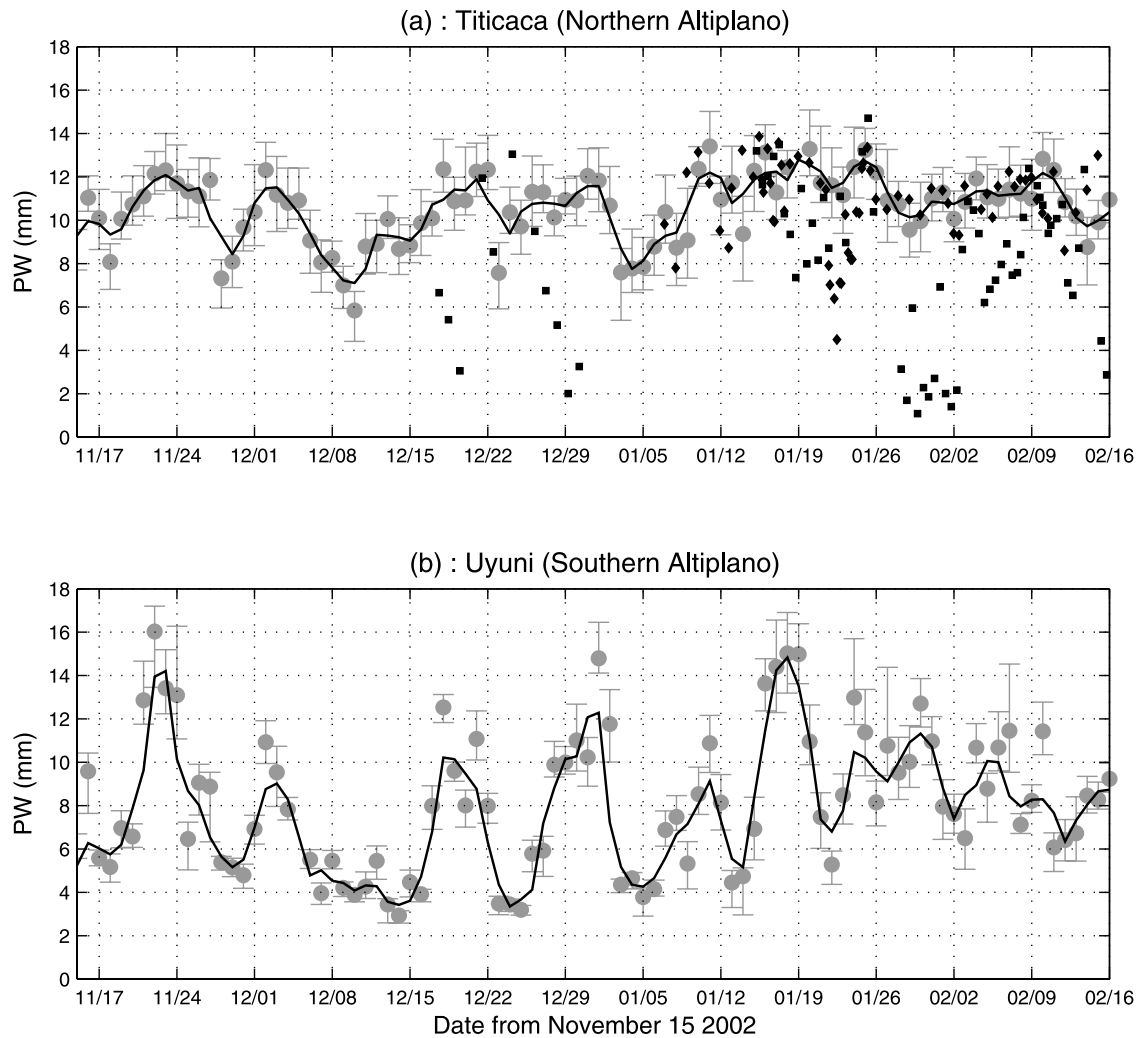 (a) : Titicaca (Northern Altiplano)
18
16
14
12
10
8
6
4
2
0
PW (mm)
11/17 11/24 12/01 12/08 12/15 12/22 12/29 01/05 01/12 01/19 01/26 02/02 02/09 02/16
(b) : Uyuni (Southern Altiplano)
18
16
14
12
10
8
6
4
2
0
PW (mm)
11/17 11/24 12/01 12/08 12/15 12/22 12/29 01/05 01/12 01/19 01/26 02/02 02/09 02/16
Date from November 15 2002